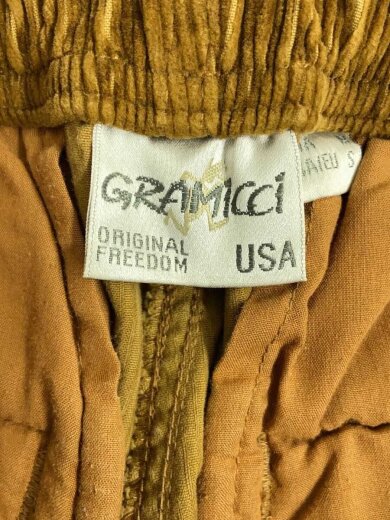 GRAMICCi
ORIGINAL
FREEDOM
USA
S